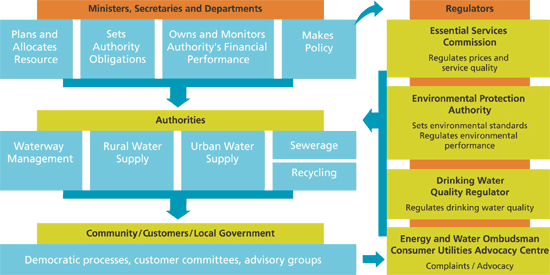 Ministers, Secretaries and Departments
Plans and
Allocates
Resource
Sets
Authority
Obligations
Owns and Monitors
Authority's Financial
Performance
Makes
Policy
Authorities
Waterway
Management
Rural Water
Supply
Urban Water
Supply
Sewerage
Recycling
Community/Customers/Local Government
Democratic processes, customer committees, advisory groups
Regulators
Essential Services
Commission
Regulates prices and
service quality
Environmental Protection
Authority
Sets environmental standards
Regulates environmental
performance
Drinking Water
Quality Regulator
Regulates drinking water quality
Energy and Water Ombudsman
Consumer Utilities Advocacy Centre
Complaints / Advocacy